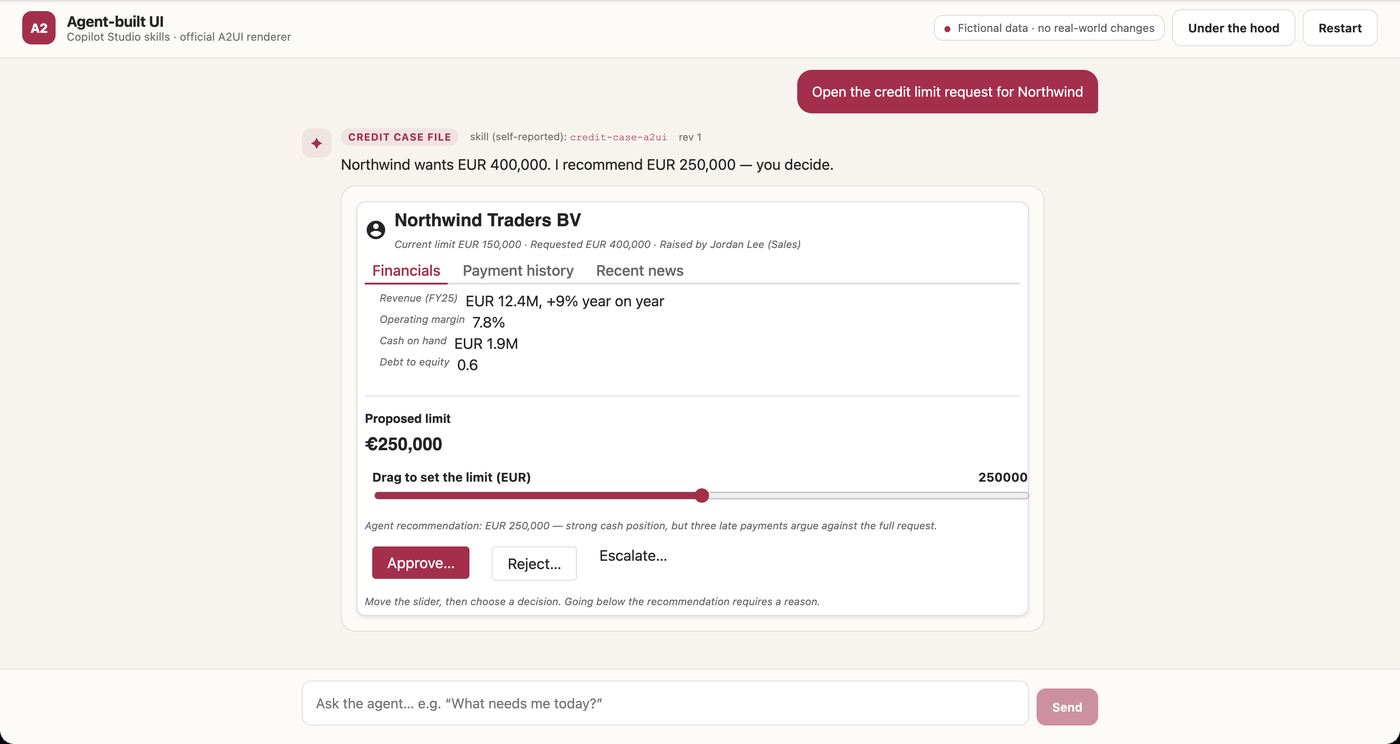 A2
Agent-built UI
Copilot Studio skills · official A2UI renderer
Fictional data · no real-world changes
Under the hood
Restart
Open the credit limit request for Northwind
CREDIT CASE FILE skill (self-reported): credit-case-a2ui rev 1
Northwind wants EUR 400,000. I recommend EUR 250,000 — you decide.
Northwind Traders BV
Current limit EUR 150,000 · Requested EUR 400,000 · Raised by Jordan Lee (Sales)
Financials Payment history Recent news
Revenue (FY25) EUR 12.4M, +9% year on year
Operating margin 7.8%
Cash on hand EUR 1.9M
Debt to equity 0.6
Proposed limit
€250,000
Drag to set the limit (EUR) 250000
Agent recommendation: EUR 250,000 — strong cash position, but three late payments argue against the full request.
Approve... Reject... Escalate...
Move the slider, then choose a decision. Going below the recommendation requires a reason.
Ask the agent... e.g. “What needs me today?”
Send